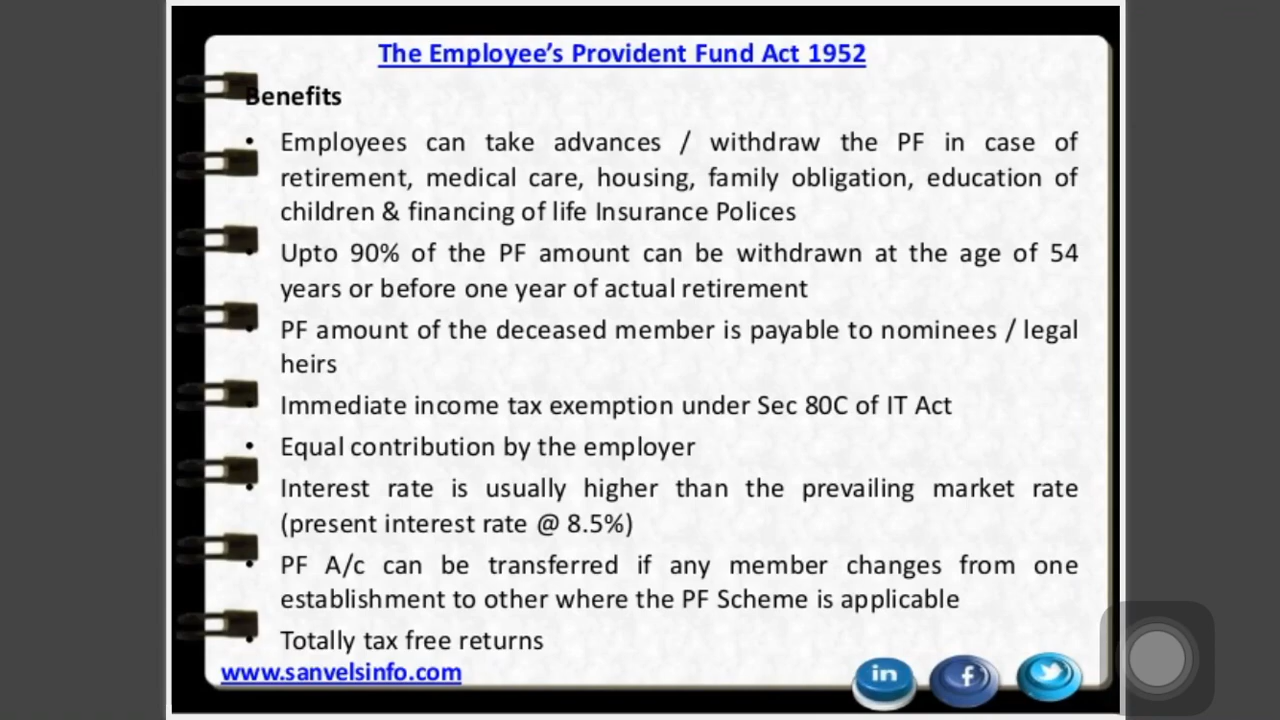 The Employee's Provident Fund Act 1952
Benefits
• Employees can take advances / withdraw the PF in case of
retirement, medical care, housing, family obligation, education of
children & financing of life Insurance Polices
• Upto 90% of the PF amount can be withdrawn at the age of 54
years or before one year of actual retirement
• PF amount of the deceased member is payable to nominees / legal
heirs
• Immediate income tax exemption under Sec 80C of IT Act
• Equal contribution by the employer
• Interest rate is usually higher than the prevailing market rate
(present interest rate @ 8.5%)
• PF A/c can be transferred if any member changes from one
establishment to other where the PF Scheme is applicable
• Totally tax free returns
www.sanvelsinfo.com
in f